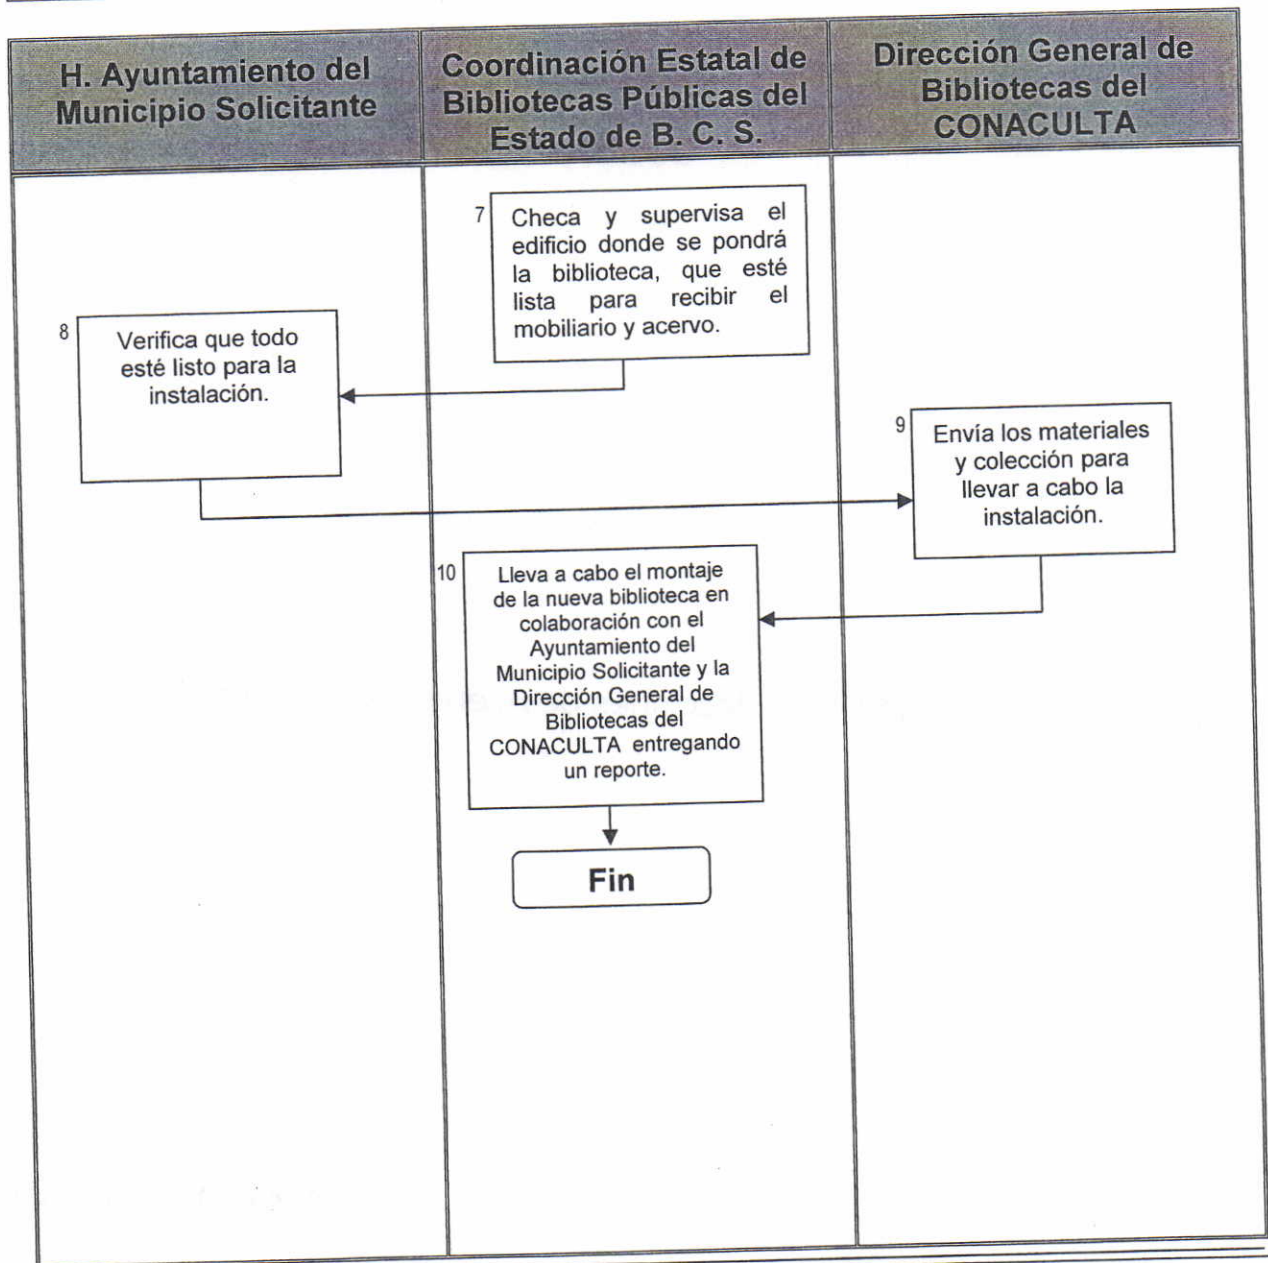 H. Ayuntamiento del
Municipio Solicitante
Coordinación Estatal de
Bibliotecas Públicas del
Estado de B. C. S.
Dirección General de
Bibliotecas del
CONACULTA
7
Checa y supervisa el
edificio donde se pondrá
la biblioteca, que esté
lista para recibir el
mobiliario y acervo.
8
Verifica que todo
esté listo para la
instalación.
9
Envía los materiales
y colección para
llevar a cabo la
instalación.
10
Lleva a cabo el montaje
de la nueva biblioteca en
colaboración con el
Ayuntamiento del
Municipio Solicitante y la
Dirección General de
Bibliotecas del
CONACULTA entregando
un reporte.
Fin